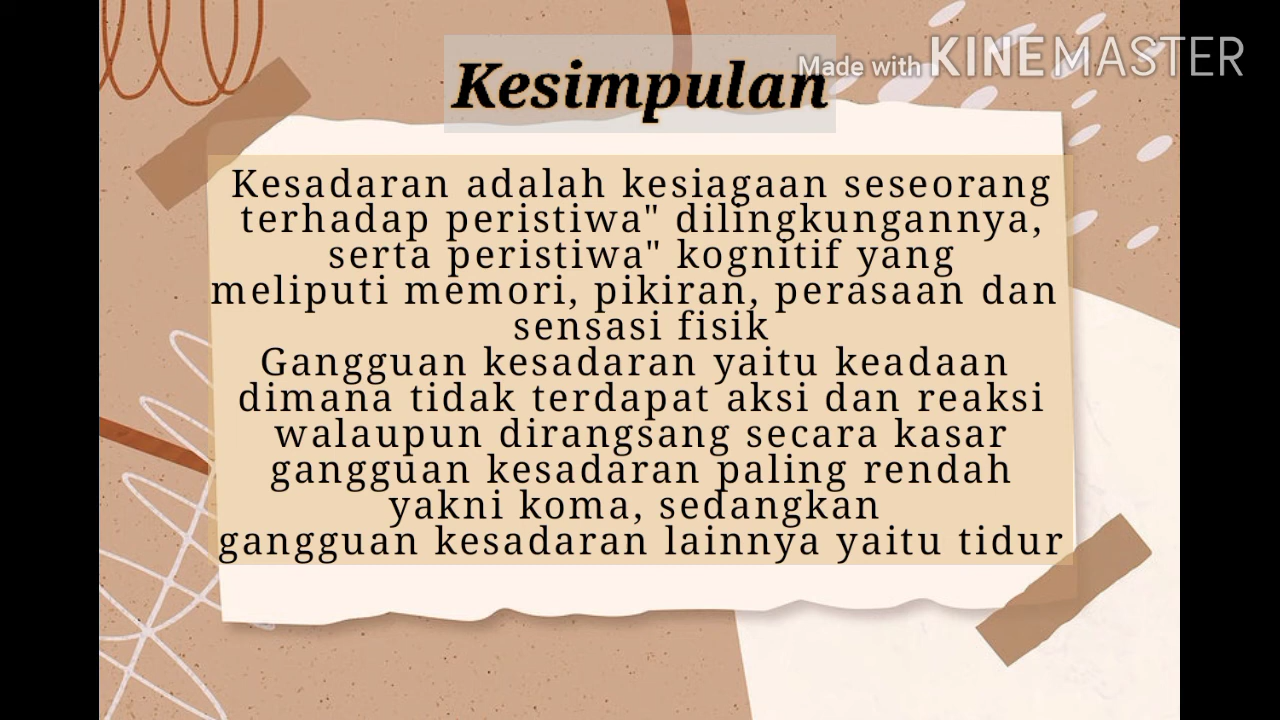 Made with KINEMASTER
Kesimpulan
Kesadaran adalah kesiagaan seseorang
terhadap peristiwa" dilingkungannya,
serta peristiwa" kognitif yang
meliputi memori, pikiran, perasaan dan
sensasi fisik
Gangguan kesadaran yaitu keadaan
dimana tidak terdapat aksi dan reaksi
walaupun dirangsang secara kasar
gangguan kesadaran paling rendah
yakni koma, sedangkan
gangguan kesadaran lainnya yaitu tidur